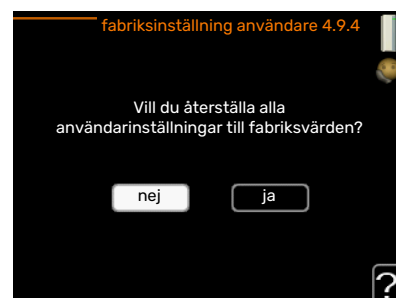 fabriksinställning användare 4.9.4
Vill du återställa alla
användarinställningar till fabriksvärden?
nej
ja
?